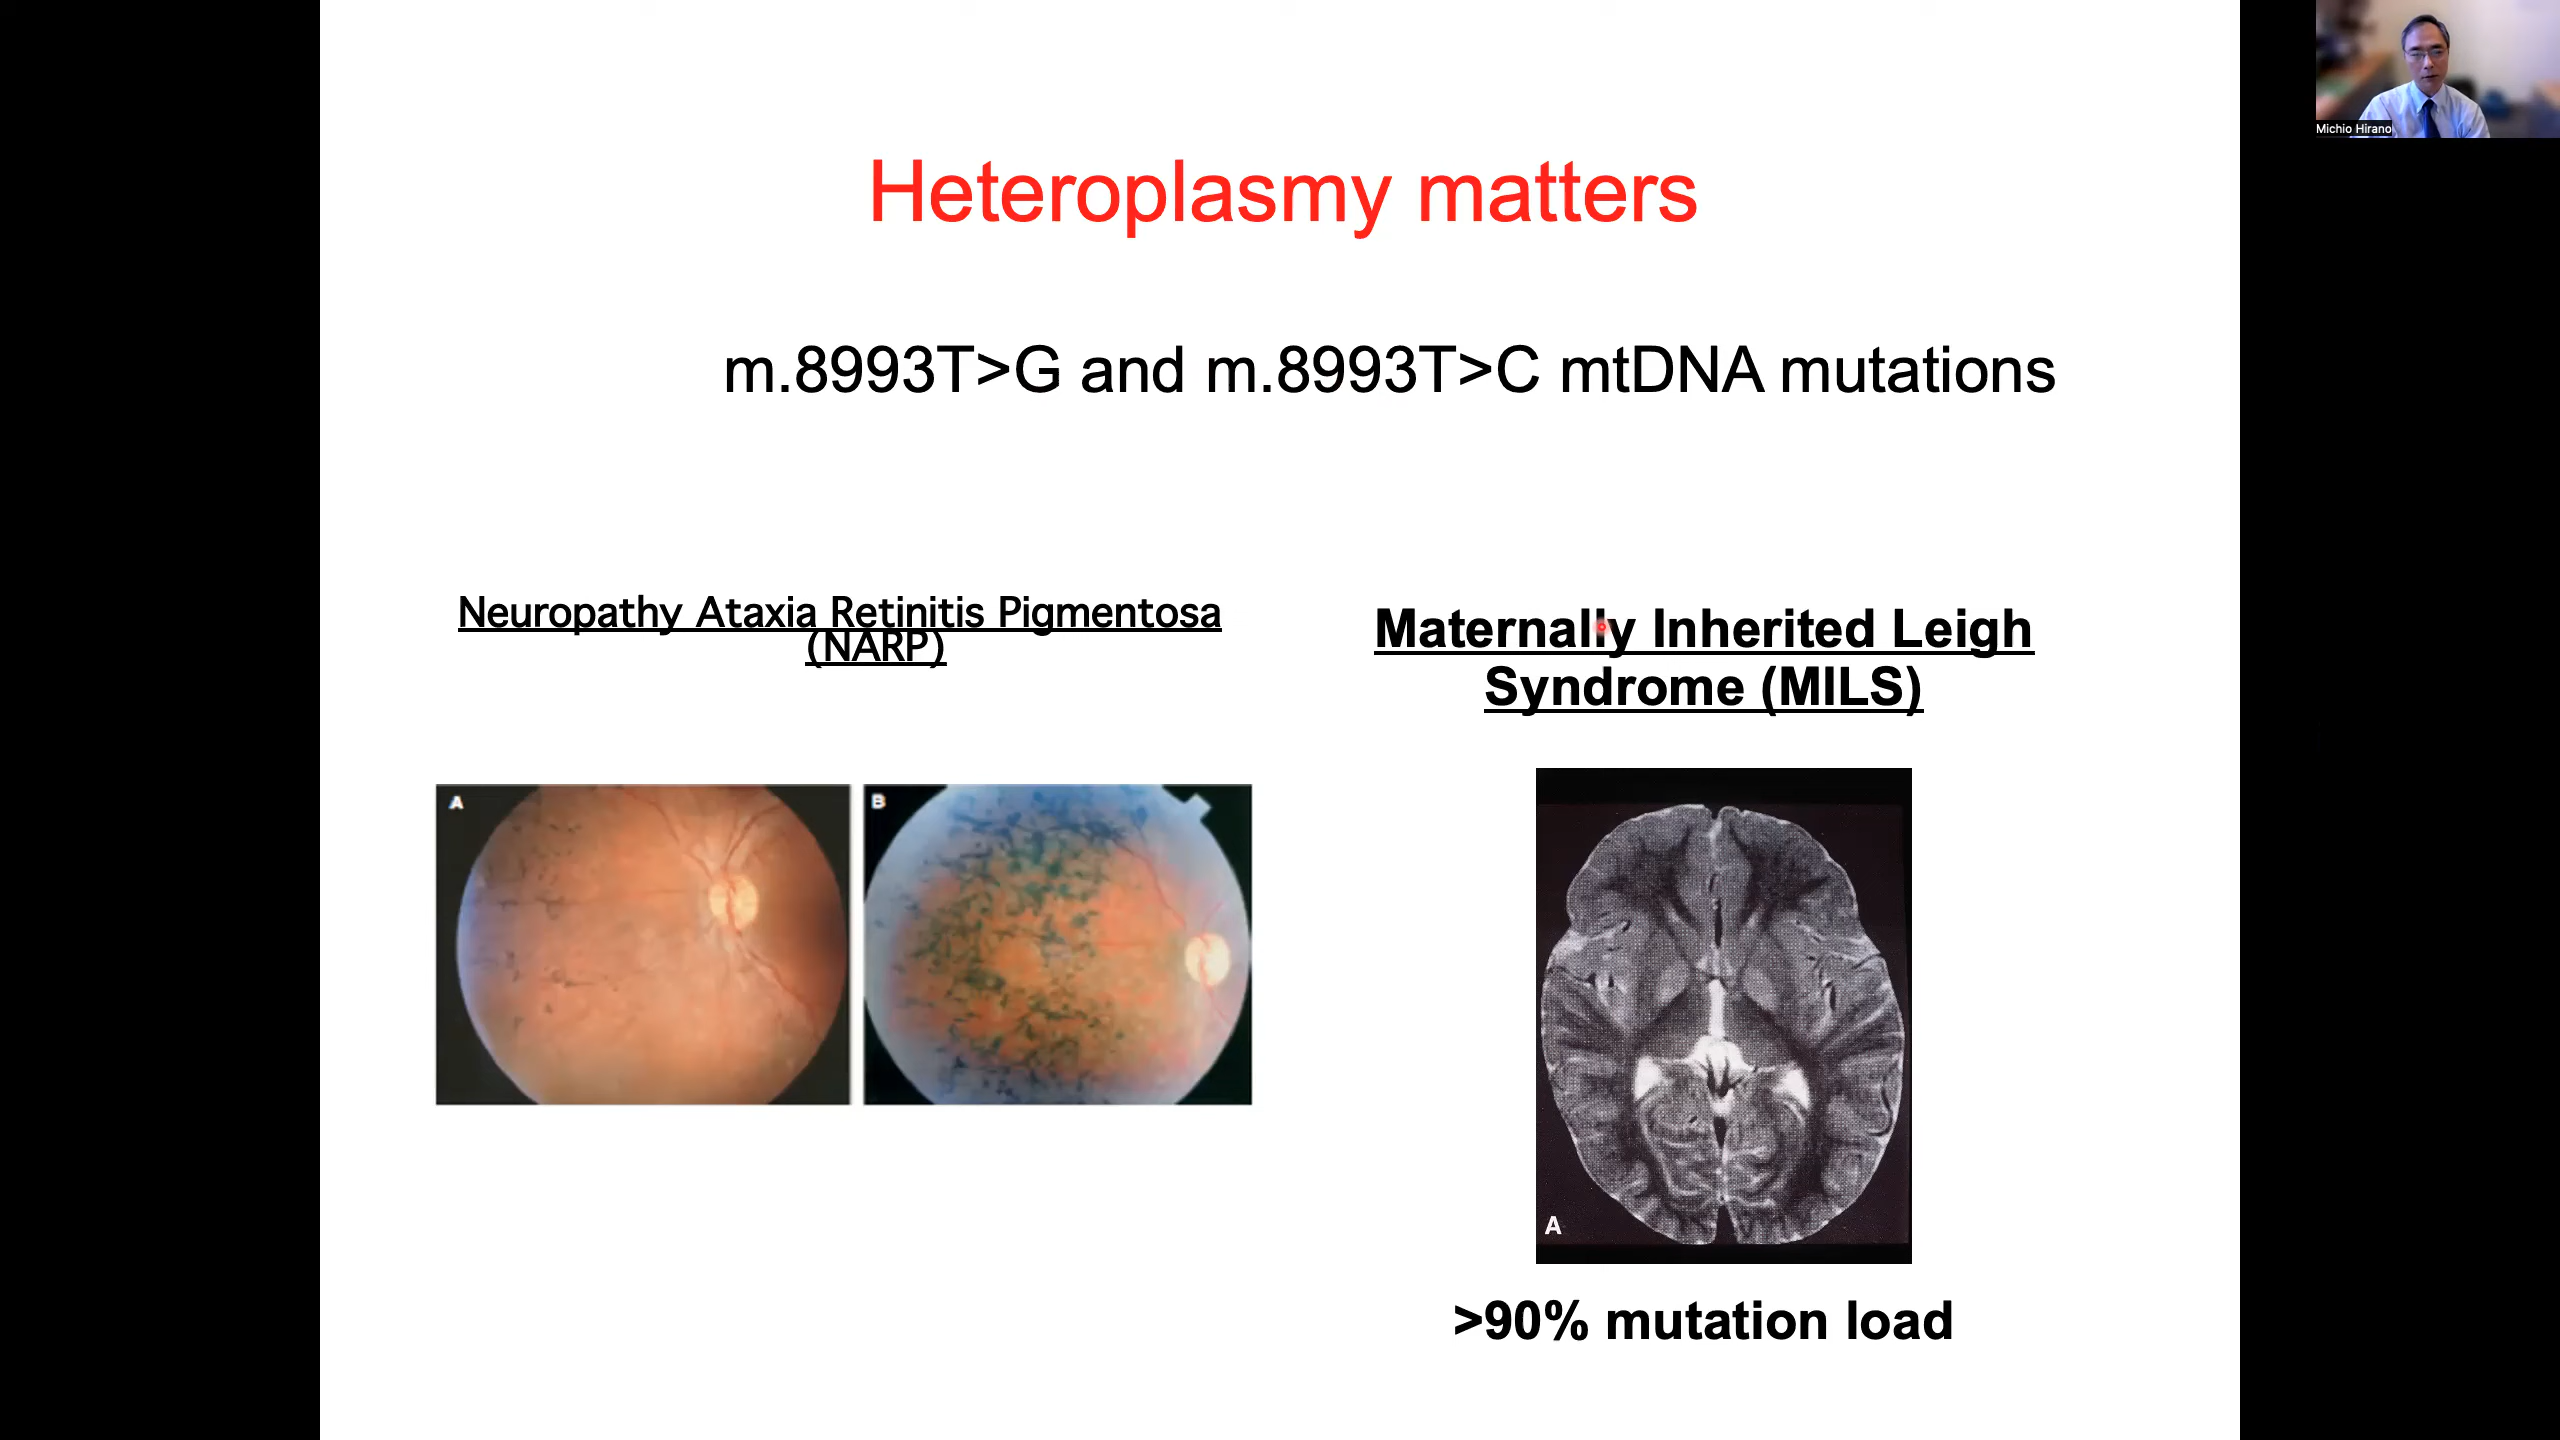 Michio Hirano
Heteroplasmy matters
m.8993T>G and m.8993T>C mtDNA mutations
Neuropathy Ataxia Retinitis Pigmentosa
(NARP)
Maternally Inherited Leigh
Syndrome (MILS)
A
B
A
>90% mutation load